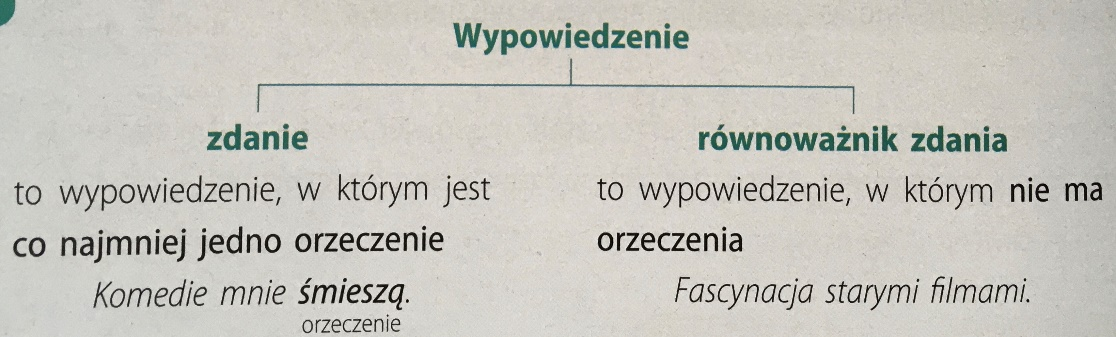 Wypowiedzenie
zdanie
to wypowiedzenie, w którym jest
co najmniej jedno orzeczenie
Komedie mnie śmieszą.
orzeczenie
równoważnik zdania
to wypowiedzenie, w którym nie ma
orzeczenia
Fascynacja starymi filmami.